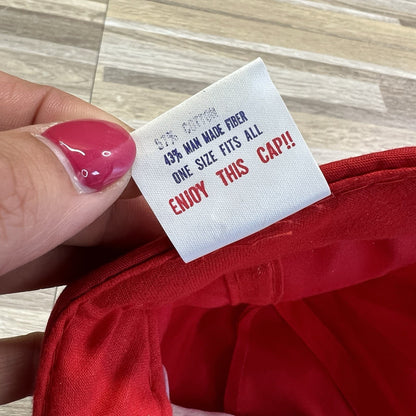 57% COTTON
43% MAN MADE FIBER
ONE SIZE FITS ALL
ENJOY THIS CAP!!